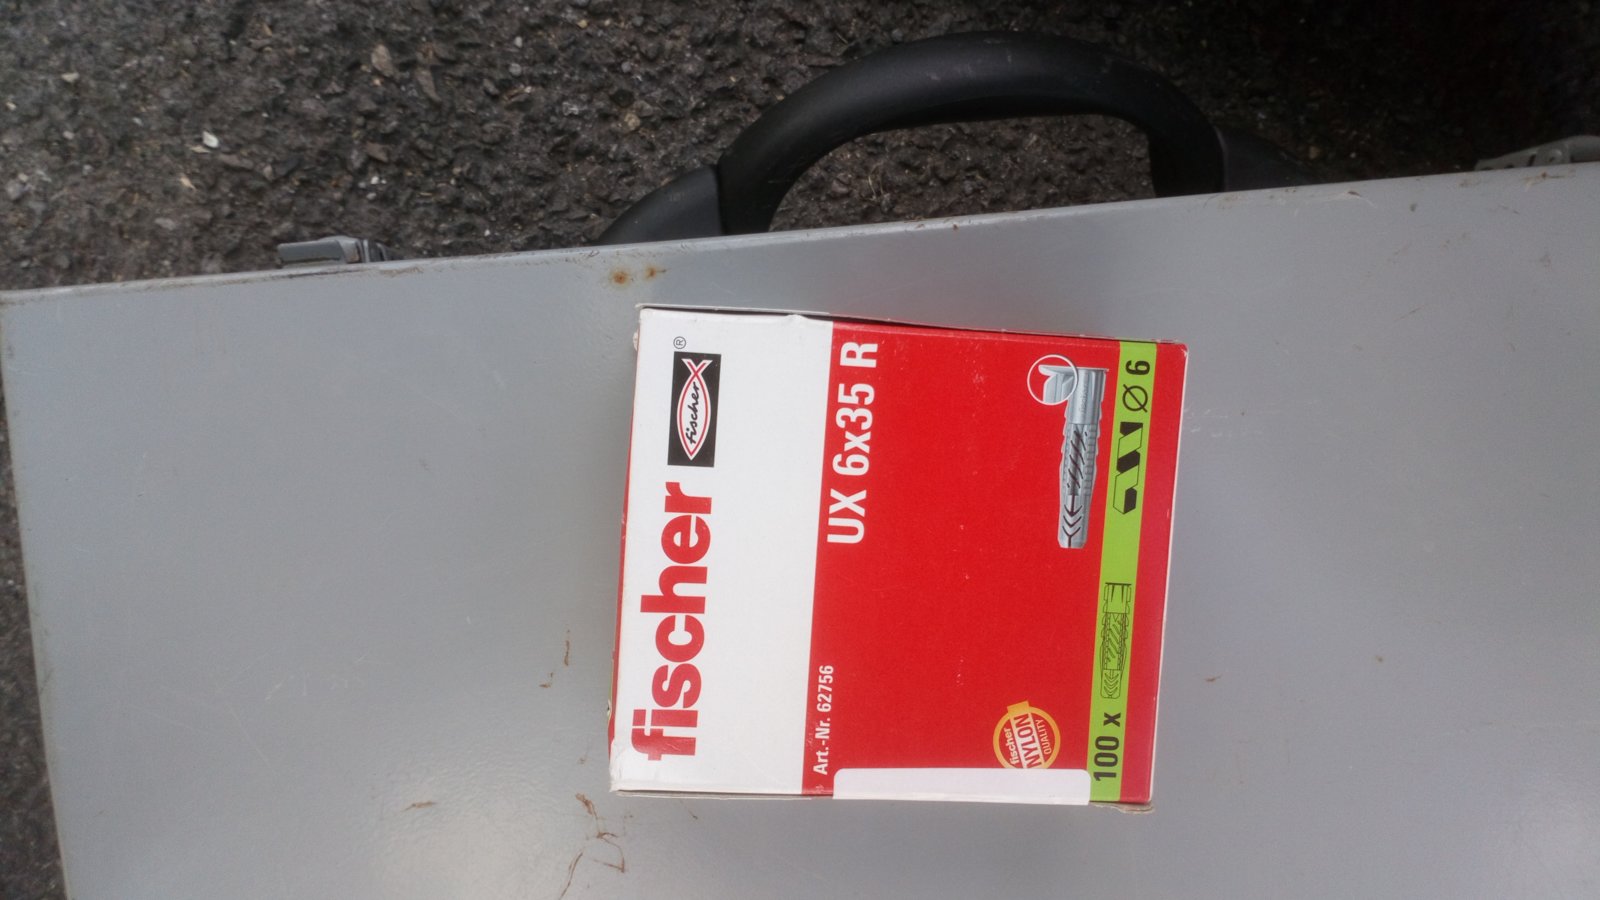 fischer
fischer ®
UX 6x35 R
Art.-Nr. 62756
fischer
NYLON
QUALITY
100 x
Ø 6